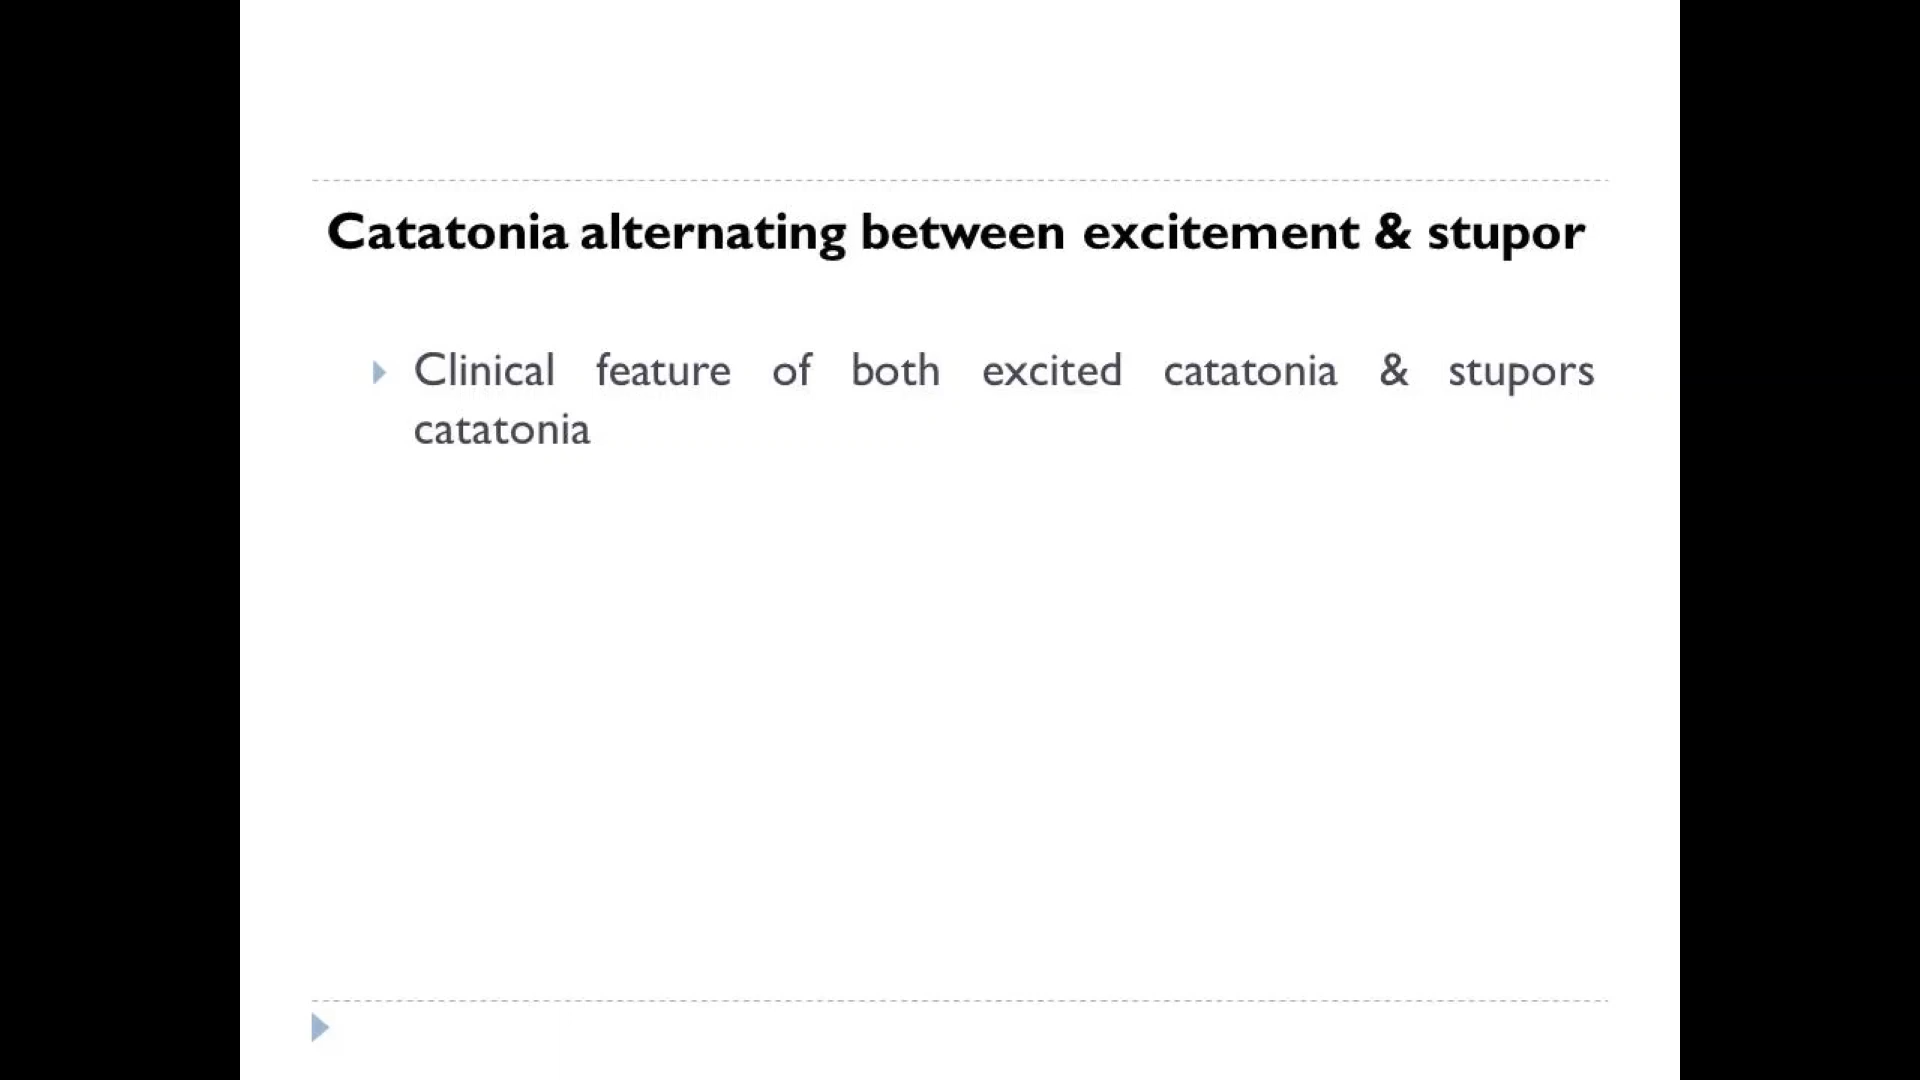 Catatonia alternating between excitement & stupor
Clinical feature of both excited catatonia & stupors
catatonia